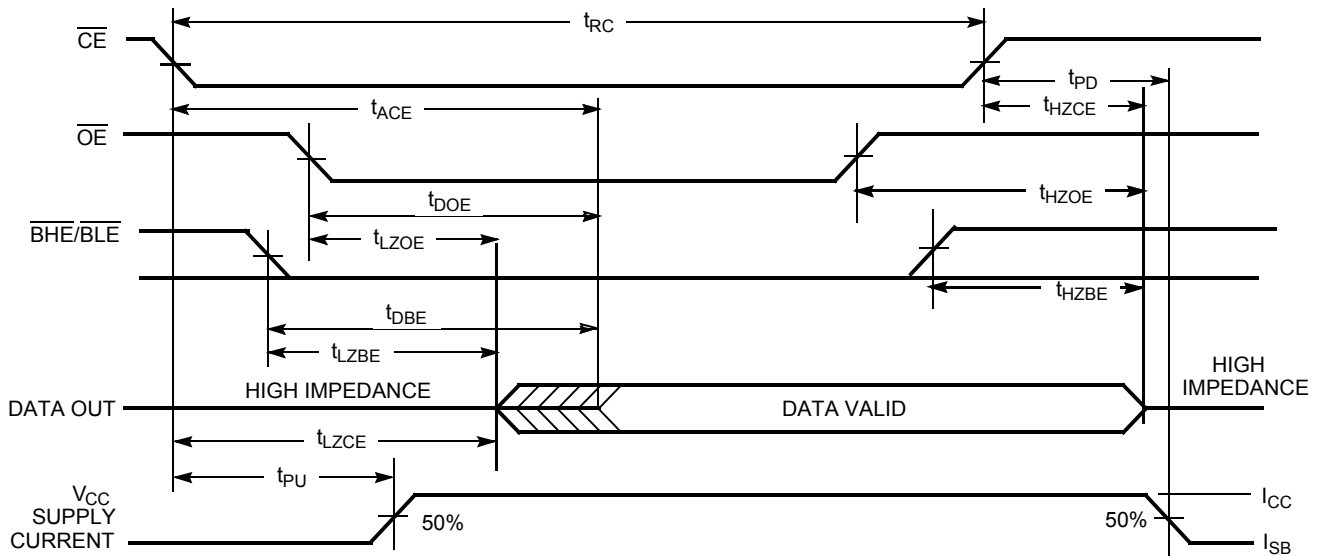 tRC
CE
tPD
tACE
tHZCE
OE
tDOE
tHZOE
BHE/BLE
tLZOE
tHZBE
tDBE
tLZBE
HIGH IMPEDANCE
HIGH
IMPEDANCE
DATA OUT
DATA VALID
tLZCE
tPU
VCC
SUPPLY
CURRENT
50%
50%
ICC
ISB